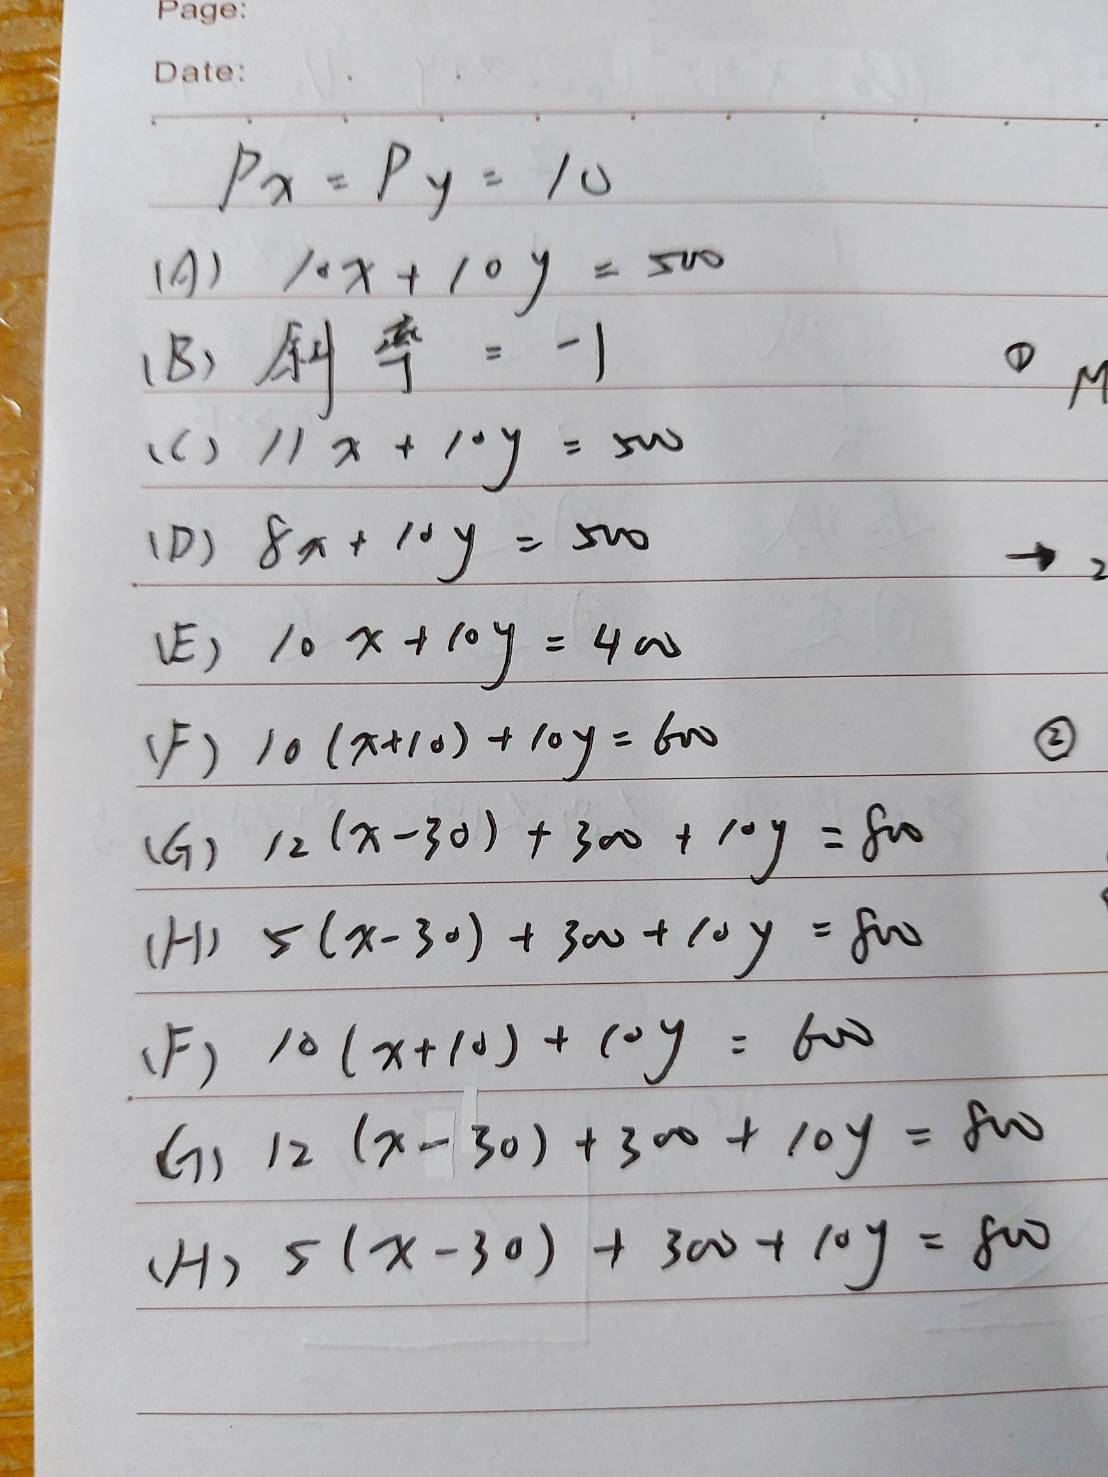 Page:
Date:
Px = Py = 10
(A) 10x + 10y = 500
(B) 斜率 = -1
① M
(C) 11x + 10y = 500
(D) 8x + 10y = 500
→ 2
(E) 10x + 10y = 400
(F) 10(x+10) + 10y = 600
②
(G) 12(x-30) + 300 + 10y = 800
(H) 5(x-30) + 300 + 10y = 800
(F) 10(x+10) + 10y = 600
(G) 12(x-30) + 300 + 10y = 800
(H) 5(x-30) + 300 + 10y = 800